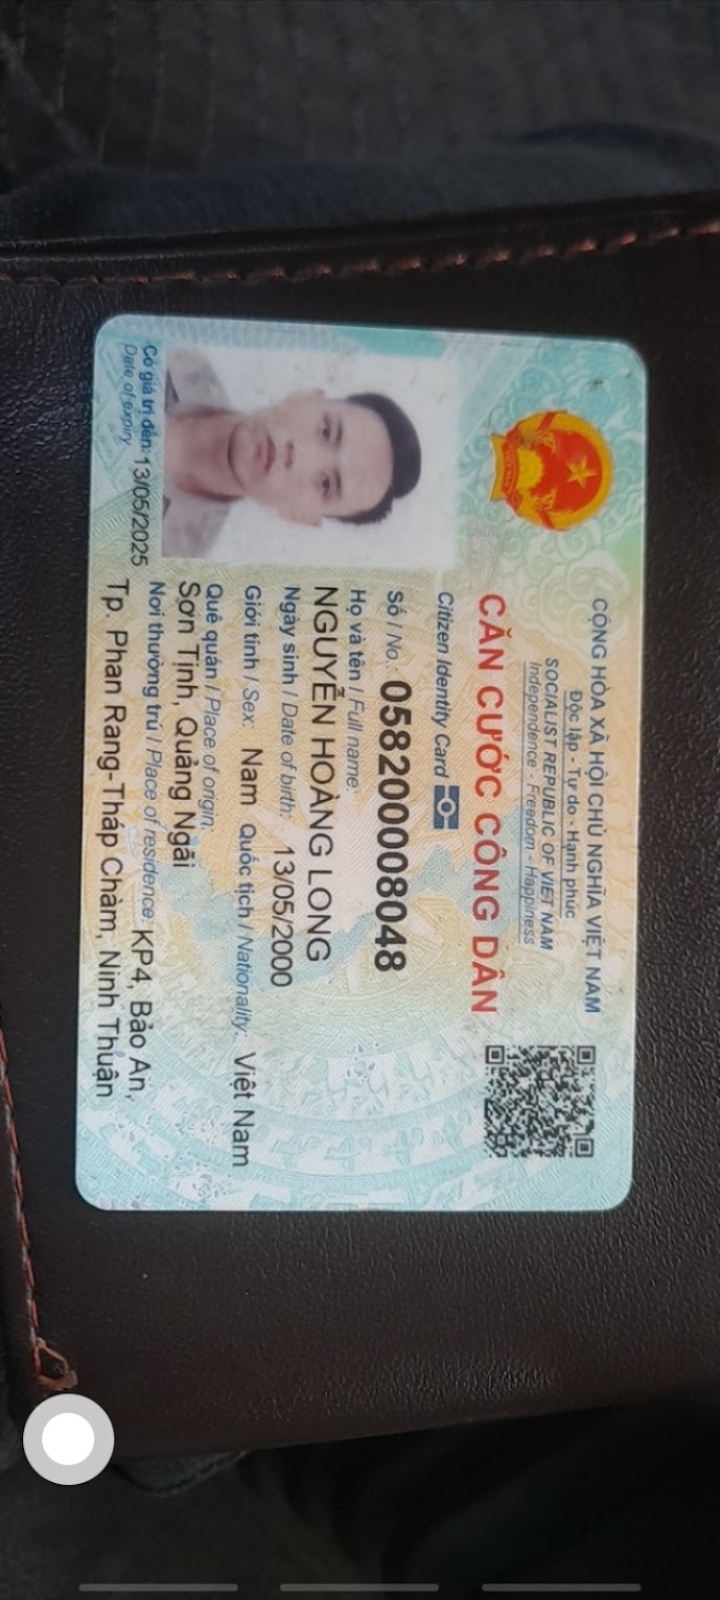 CỘNG HÒA XÃ HỘI CHỦ NGHĨA VIỆT NAM
Độc lập - Tự do - Hạnh phúc
SOCIALIST REPUBLIC OF VIET NAM
Independence - Freedom - Happiness
CĂN CƯỚC CÔNG DÂN
Citizen Identity Card
Số / No.: 058200008048
Họ và tên / Full name:
NGUYỄN HOÀNG LONG
Ngày sinh / Date of birth: 13/05/2000
Giới tính / Sex: Nam Quốc tịch / Nationality: Việt Nam
Quê quán / Place of origin:
Sơn Tịnh, Quảng Ngãi
Nơi thường trú / Place of residence: KP4, Bảo An,
Tp. Phan Rang-Tháp Chàm, Ninh Thuận
Có giá trị đến: 13/05/2025
Date of expiry